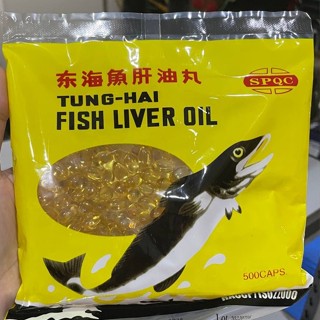 东海魚肝油丸
SPQC
TUNG-HAI
FISH LIVER OIL
500CAPS